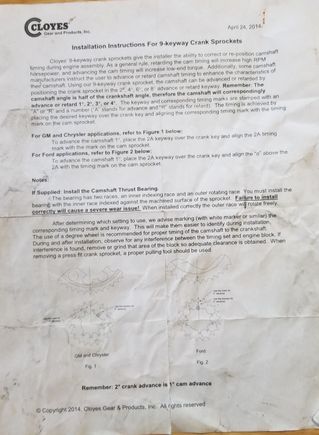 CLOYES
Gear and Products, Inc.
April 24, 2014
Installation Instructions For 9-keyway Crank Sprockets
Cloyes' 9-keyway crank sprockets give the installer the ability to correct or re-position camshaft
timing during engine assembly. As a general rule, retarding the cam timing will increase high RPM
horsepower, and advancing the cam timing will increase low-end torque. Additionally, some camshaft
manufacturers instruct the user to advance or retard camshaft timing to enhance the characteristics of
their camshaft. Using our 9-keyway crank sprocket, the camshaft can be advanced or retarded by
positioning the crank sprocket in the 2°, 4°, 6°, or 8° advance or retard keyway. Remember: The
camshaft angle is half of the crankshaft angle, therefore the camshaft will correspondingly
advance or retard 1°, 2°, 3°, or 4°. The keyway and corresponding timing marks are stamped with an
"A" or "R" and a number ("A" stands for advance and "R" stands for retard). The timing is achieved by
placing the desired keyway over the crank key and aligning the corresponding timing mark with the timing
mark on the cam sprocket.
For GM and Chrysler applications, refer to Figure 1 below:
To advance the camshaft 1°, place the 2A keyway over the crank key and align the 2A timing
mark with the mark on the cam sprocket.
For Ford applications, refer to Figure 2 below:
To advance the camshaft 1°, place the 2A keyway over the crank key and align the "o" above the
2A with the timing mark on the cam sprocket.
Notes:
If Supplied: Install the Camshaft Thrust Bearing
The bearing has two races, an inner indexing race and an outer rotating race. You must install the
bearing with the inner race indexed against the machined surface of the sprocket. Failure to install
correctly will cause a severe wear issue! When installed correctly the outer race will rotate freely.
After determining which setting to use, we advise marking (with white marker or similar) the
corresponding timing mark and keyway. This will make them easier to identify during installation.
The use of a degree wheel is recommended for proper timing of the camshaft to the crankshaft.
During and after installation, observe for any interference between the timing set and engine block. If
interference is found, remove or grind that area of the block so adequate clearance is obtained. When
removing a press fit crank sprocket, a proper pulling tool should be used.
GM and Chrysler
Ford
Fig. 1
Fig. 2
Remember: 2° crank advance is 1° cam advance
© Copyright 2014, Cloyes Gear & Products, Inc. All rights reserved